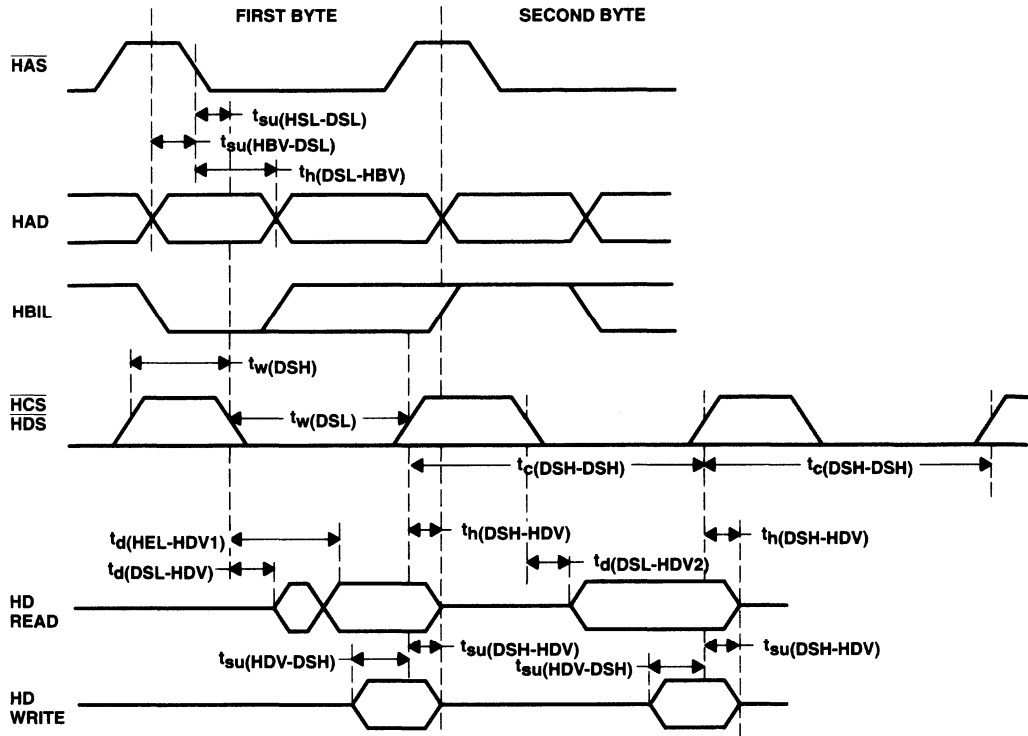 FIRST BYTE
SECOND BYTE
HAS
tsu(HSL-DSL)
tsu(HBV-DSL)
th(DSL-HBV)
HAD
HBIL
tw(DSH)
HCS
HDS
tw(DSL)
tc(DSH-DSH)
tc(DSH-DSH)
td(HEL-HDV1)
th(DSH-HDV)
th(DSH-HDV)
td(DSL-HDV)
td(DSL-HDV2)
HD
READ
tsu(DSH-HDV)
tsu(DSH-HDV)
tsu(HDV-DSH)
tsu(HDV-DSH)
HD
WRITE